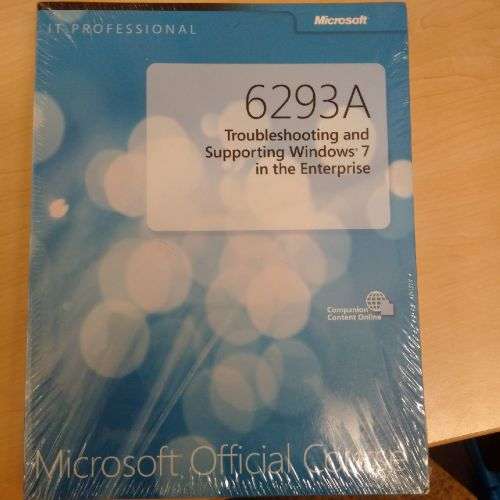 IT PROFESSIONAL
Microsoft
6293A
Troubleshooting and
Supporting Windows® 7
in the Enterprise
Companion
Content Online
Microsoft Official Course